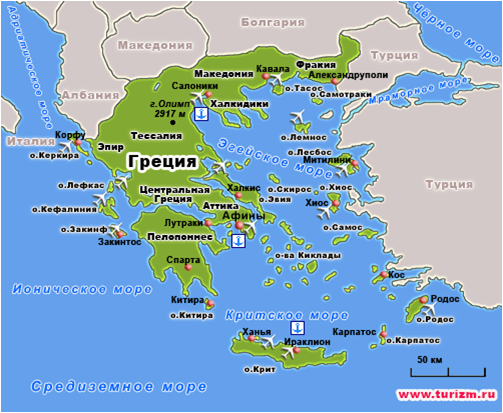 Болгария
Чёрное море
Адриатическое море
Македония
Фракия
Турция
Македония
Кавала
Александруполи
Салоники
о.Тасос
о.Самотраки
Мраморное море
Албания
г.Олимп
2917 м
Халкидики
Италия
Корфу
Фессалия
о.Лемнос
Эпир
о.Керкира
Греция
Эгейское море
о.Лесбос
Митилини
о.Лефкас
Центральная
Греция
Халкис
о.Скирос
о.Хиос
Турция
о.Эвия
о.Кефалиния
Аттика
Хиос
Лутраки
Афины
о.Закинф
Закинтос
Пелопоннес
о.Самос
Спарта
о-ва Киклады
Кос
Ионическое море
Китира
о.Китира
Критское море
Родос
о.Родос
Ханья
Ираклион
Карпатос
о.Карпатос
о.Крит
50 км
Средиземное море
www.turizm.ru